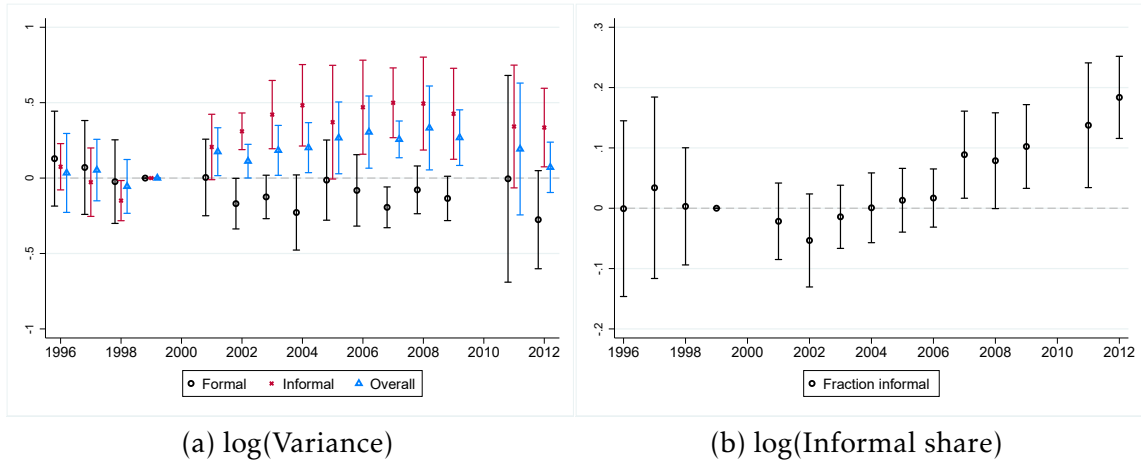 1
.5
0
-.5
-1
1996 1998 2000 2002 2004 2006 2008 2010 2012
Formal Informal Overall
(a) log(Variance)
.3
.2
.1
0
-.1
-.2
1996 1998 2000 2002 2004 2006 2008 2010 2012
Fraction informal
(b) log(Informal share)